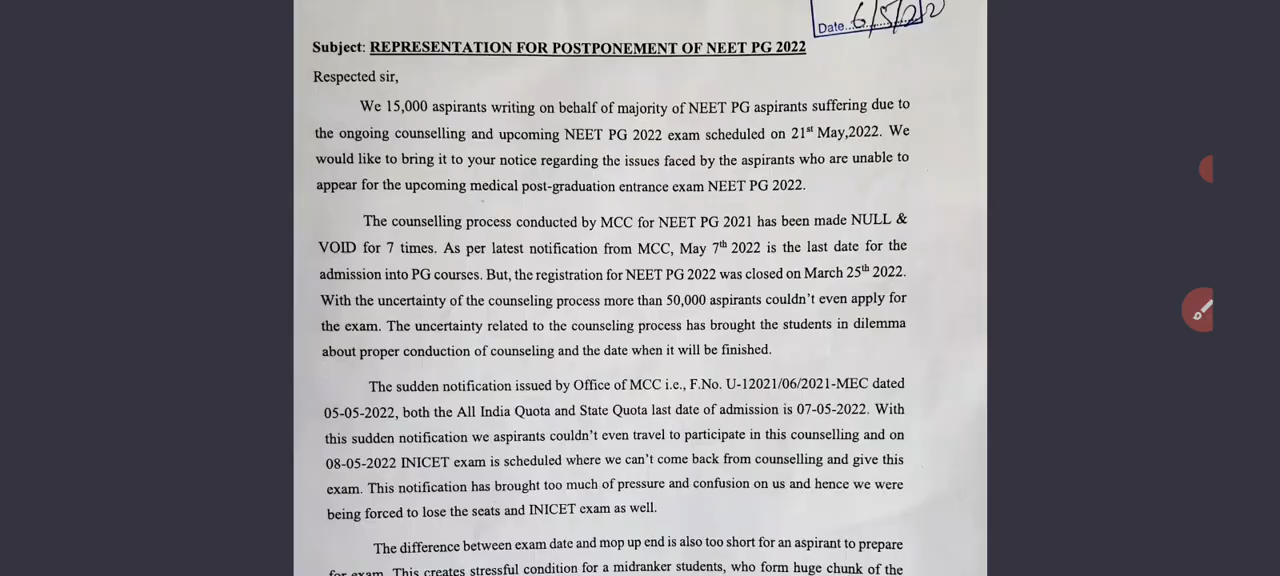 Date...6/5/22
Subject: REPRESENTATION FOR POSTPONEMENT OF NEET PG 2022
Respected sir,
We 15,000 aspirants writing on behalf of majority of NEET PG aspirants suffering due to
the ongoing counselling and upcoming NEET PG 2022 exam scheduled on 21st May,2022. We
would like to bring it to your notice regarding the issues faced by the aspirants who are unable to
appear for the upcoming medical post-graduation entrance exam NEET PG 2022.
The counselling process conducted by MCC for NEET PG 2021 has been made NULL &
VOID for 7 times. As per latest notification from MCC, May 7th 2022 is the last date for the
admission into PG courses. But, the registration for NEET PG 2022 was closed on March 25th 2022.
With the uncertainty of the counseling process more than 50,000 aspirants couldn't even apply for
the exam. The uncertainty related to the counseling process has brought the students in dilemma
about proper conduction of counseling and the date when it will be finished.
The sudden notification issued by Office of MCC i.e., F.No. U-12021/06/2021-MEC dated
05-05-2022, both the All India Quota and State Quota last date of admission is 07-05-2022. With
this sudden notification we aspirants couldn't even travel to participate in this counselling and on
08-05-2022 INICET exam is scheduled where we can't come back from counselling and give this
exam. This notification has brought too much of pressure and confusion on us and hence we were
being forced to lose the seats and INICET exam as well.
The difference between exam date and mop up end is also too short for an aspirant to prepare
for exam. This creates stressful condition for a midranker students, who form huge chunk of the